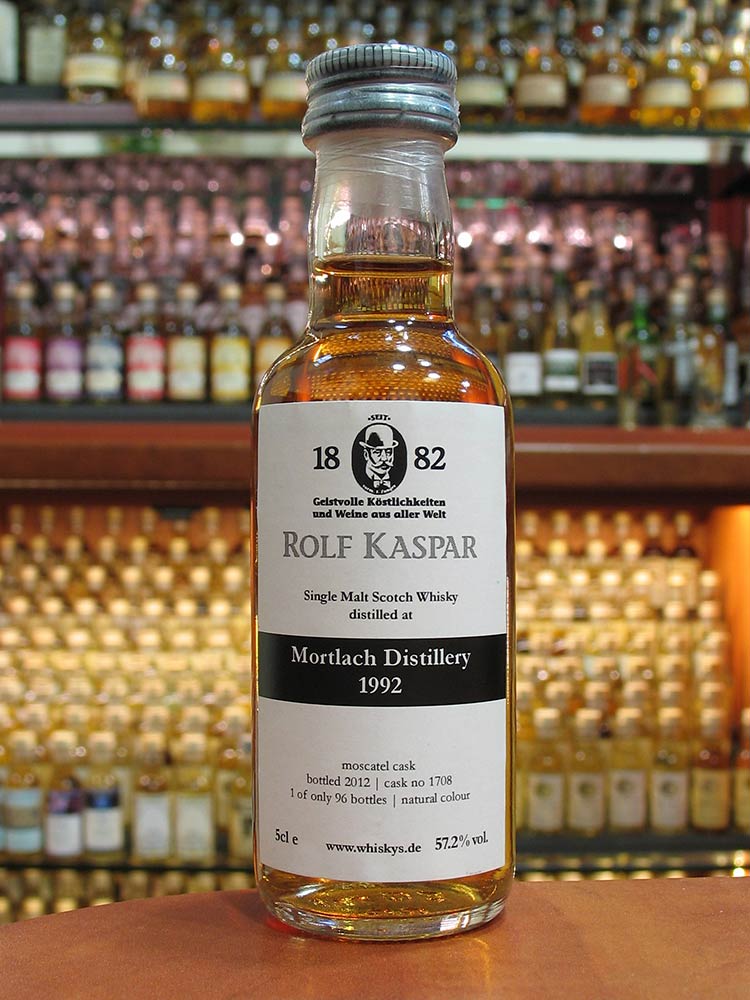 •SEIT•
18 82
Geistvolle Köstlichkeiten
und Weine aus aller Welt
ROLF KASPAR
Single Malt Scotch Whisky
distilled at
Mortlach Distillery
1992
moscatel cask
bottled 2012 | cask no 1708
1 of only 96 bottles | natural colour
5cl e www.whiskys.de 57.2% vol.